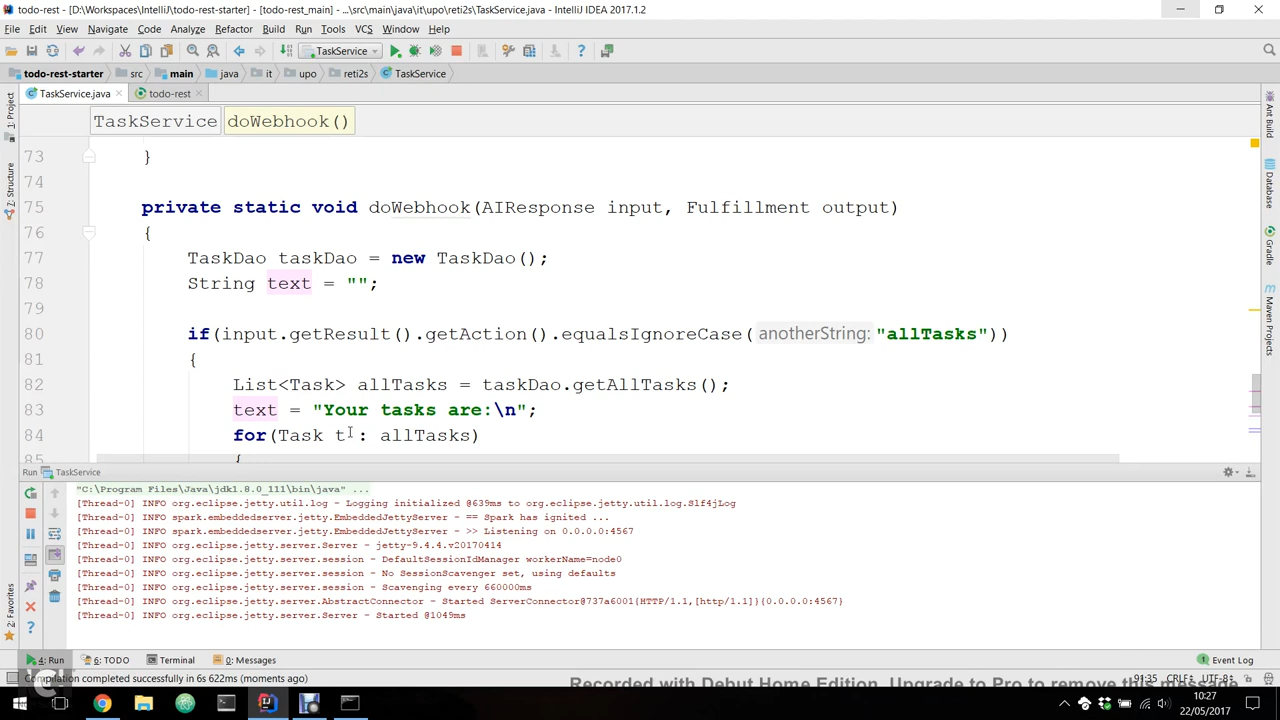 todo-rest - [D:\Workspaces\IntelliJ\todo-rest-starter] - [todo-rest_main] - ...\src\main\java\it\upo\reti2s\TaskService.java - IntelliJ IDEA 2017.1.2
File Edit View Navigate Code Analyze Refactor Build Run Tools VCS Window Help
TaskService
todo-rest-starter src main java it upo reti2s TaskService
TaskService.java todo-rest
1: Project
Z: Structure
2: Favorites
Ant Build
Database
Gradle
Maven Projects
TaskService doWebhook()
73 }
74
75 private static void doWebhook(AIResponse input, Fulfillment output)
76 {
77 TaskDao taskDao = new TaskDao();
78 String text = "";
79
80 if(input.getResult().getAction().equalsIgnoreCase( anotherString: "allTasks"))
81 {
82 List<Task> allTasks = taskDao.getAllTasks();
83 text = "Your tasks are:\n";
84 for(Task t : allTasks)
85 {
Run TaskService
"C:\Program Files\Java\jdk1.8.0_111\bin\java" ...
[Thread-0] INFO org.eclipse.jetty.util.log - Logging initialized @639ms to org.eclipse.jetty.util.log.Slf4jLog
[Thread-0] INFO spark.embeddedserver.jetty.EmbeddedJettyServer - == Spark has ignited ...
[Thread-0] INFO spark.embeddedserver.jetty.EmbeddedJettyServer - >> Listening on 0.0.0.0:4567
[Thread-0] INFO org.eclipse.jetty.server.Server - jetty-9.4.4.v20170414
[Thread-0] INFO org.eclipse.jetty.server.session - DefaultSessionIdManager workerName=node0
[Thread-0] INFO org.eclipse.jetty.server.session - No SessionScavenger set, using defaults
[Thread-0] INFO org.eclipse.jetty.server.session - Scavenging every 660000ms
[Thread-0] INFO org.eclipse.jetty.server.AbstractConnector - Started ServerConnector@737a6001{HTTP/1.1,[http/1.1]}{0.0.0.0:4567}
[Thread-0] INFO org.eclipse.jetty.server.Server - Started @1049ms
4: Run 6: TODO Terminal 0: Messages Event Log
Compilation completed successfully in 6s 622ms (moments ago) 91:35 CRLF÷ UTF-8÷
Recorded with Debut Home Edition. Upgrade to Pro to remove this message
10:27
22/05/2017